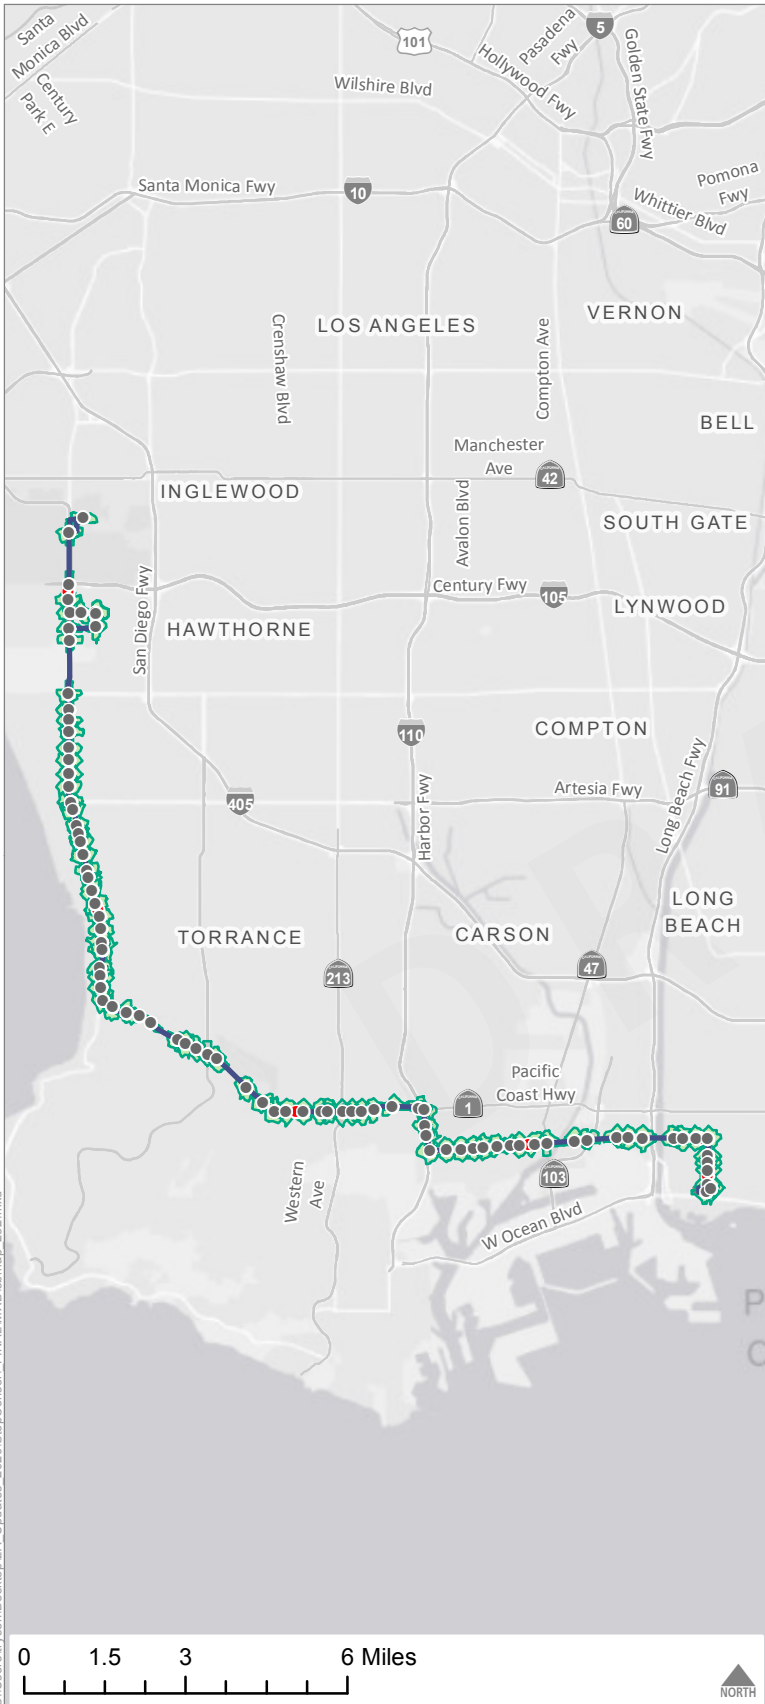 Santa
Monica Blvd
Century
Park E
101
Pasadena
Fwy
5
Hollywood Fwy
Golden State Fwy
Wilshire Blvd
Santa Monica Fwy
10
Pomona
Fwy
Whittier Blvd
60
VERNON
LOS ANGELES
Crenshaw Blvd
Compton Ave
BELL
Manchester
Ave
42
INGLEWOOD
Avalon Blvd
SOUTH GATE
Century Fwy
105
LYNWOOD
San Diego Fwy
HAWTHORNE
110
COMPTON
Long Beach Fwy
Artesia Fwy
91
405
Harbor Fwy
LONG
BEACH
TORRANCE
CARSON
213
47
Pacific
Coast Hwy
1
103
Western
Ave
W Ocean Blvd
P
0
1.5
3
6 Miles
NORTH